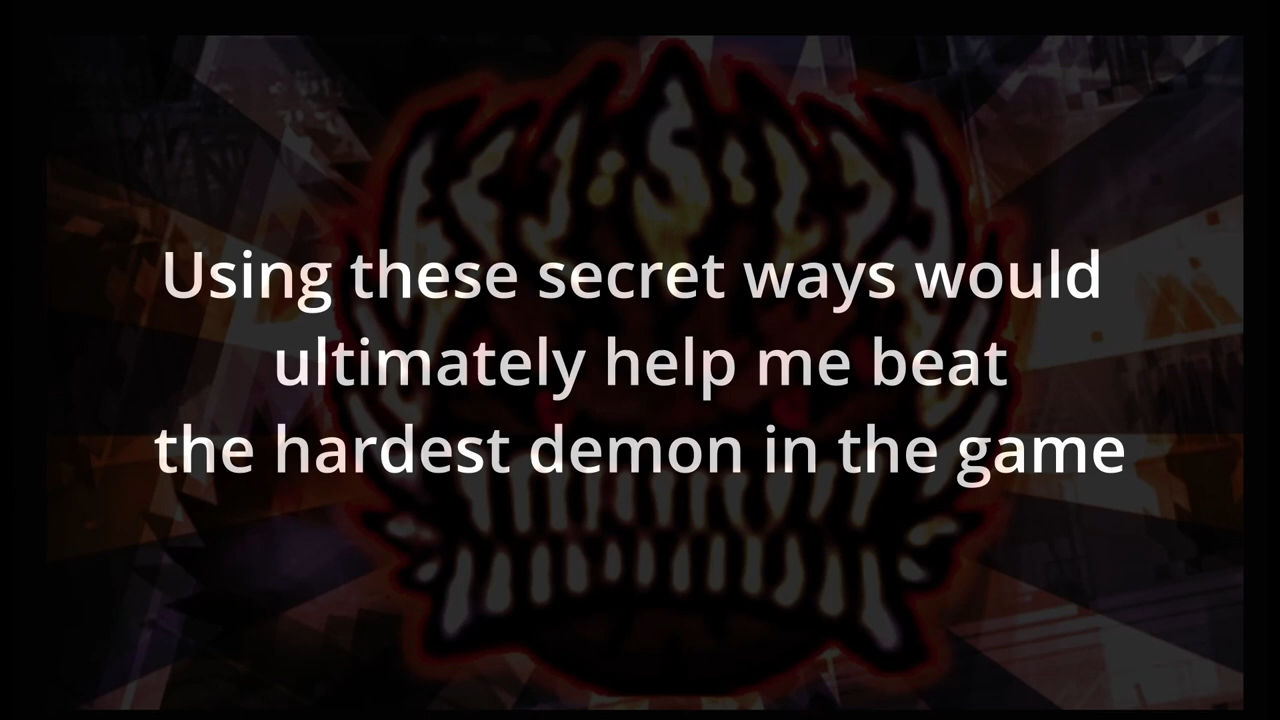 Using these secret ways would
ultimately help me beat
the hardest demon in the game